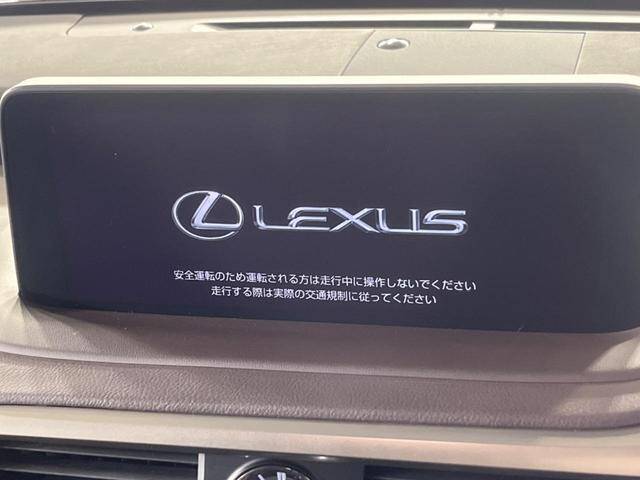 LEXUS
安全運転のため運転される方は走行中に操作しないでください
走行する際は実際の交通規制に従ってください